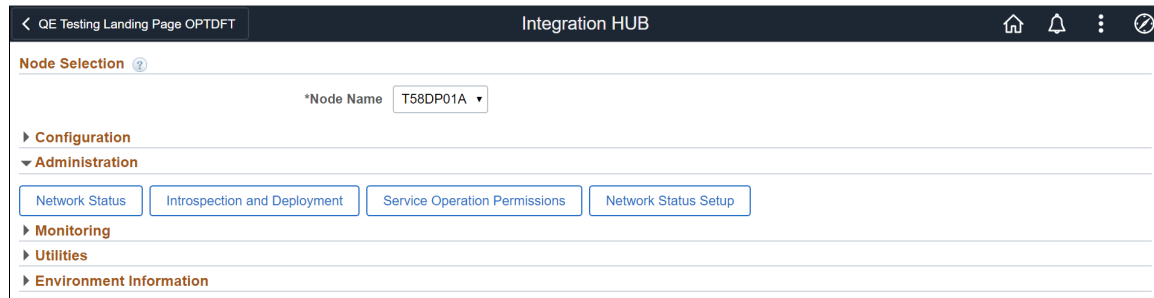 QE Testing Landing Page OPTDFT Integration HUB
Node Selection ?
*Node Name T58DP01A
Configuration
Administration
Network Status Introspection and Deployment Service Operation Permissions Network Status Setup
Monitoring
Utilities
Environment Information